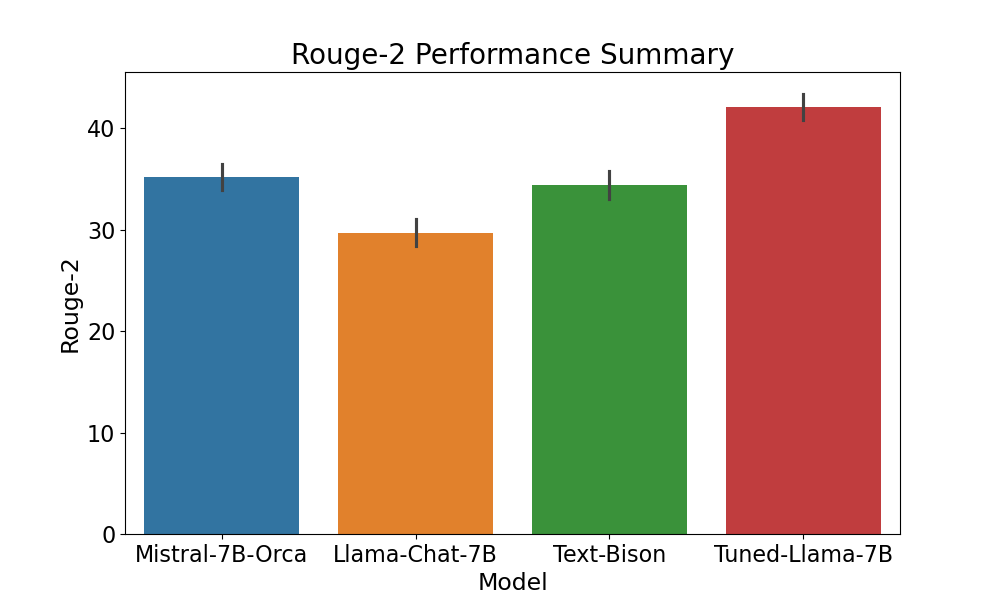 Rouge-2 Performance Summary
Rouge-2
40
30
20
10
0
Mistral-7B-Orca Llama-Chat-7B Text-Bison Tuned-Llama-7B
Model